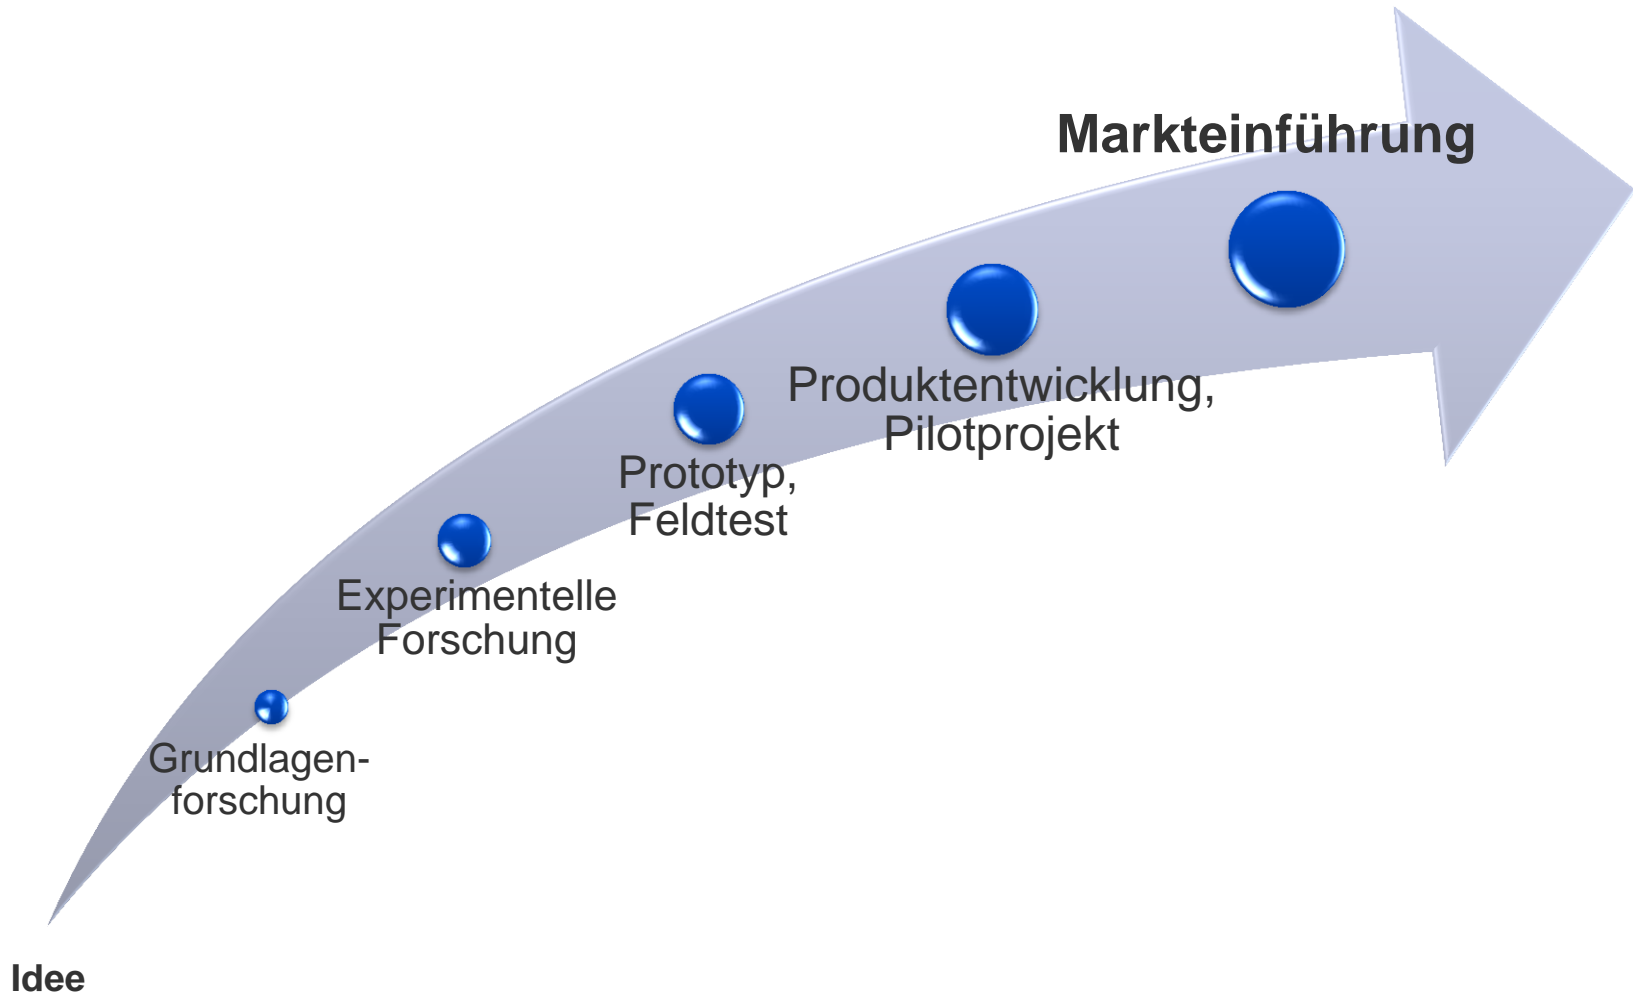 Markteinführung
Produktentwicklung,
Pilotprojekt
Prototyp,
Feldtest
Experimentelle
Forschung
Grundlagen-
forschung
Idee